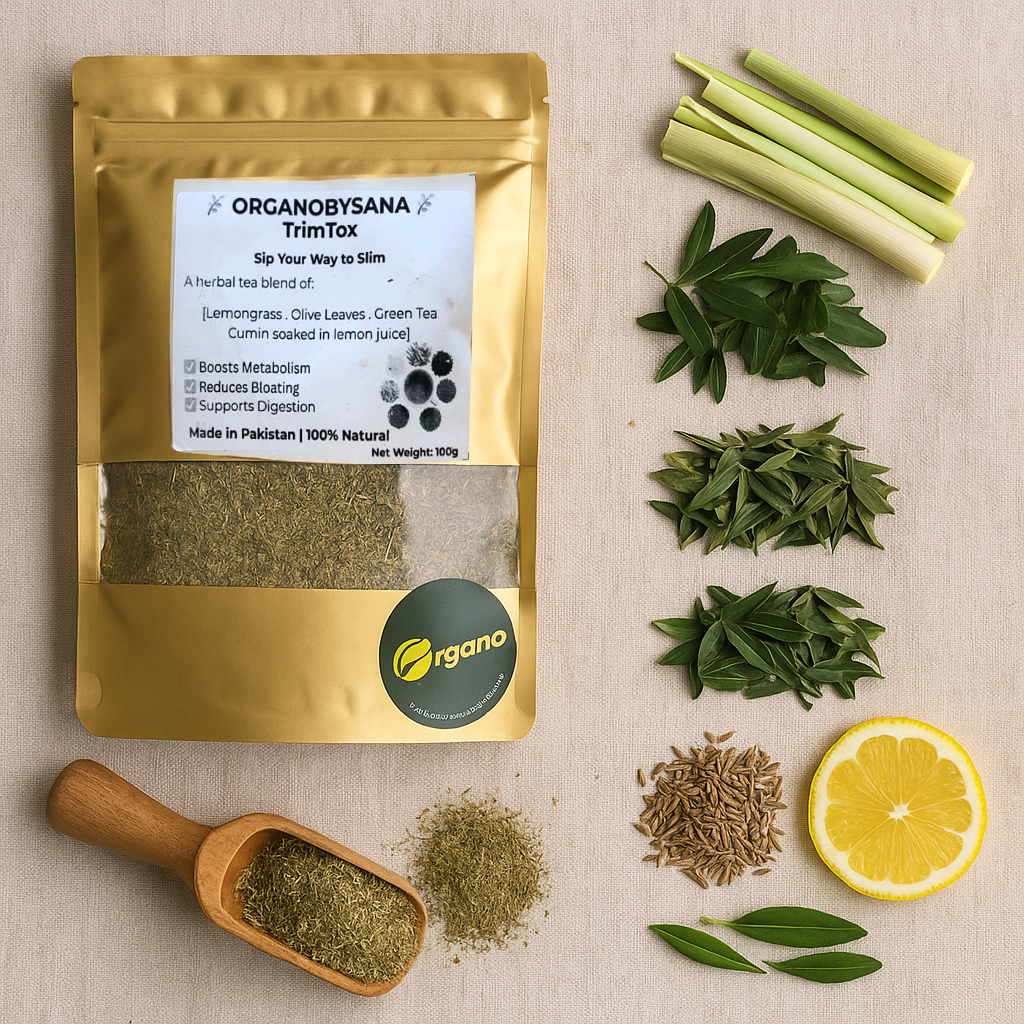 ORGANOBYSANA
TrimTox
Sip Your Way to Slim
A herbal tea blend of:
[Lemongrass . Olive Leaves . Green Tea
Cumin soaked in lemon juice]
☑ Boosts Metabolism
☑ Reduces Bloating
☑ Supports Digestion
Made in Pakistan | 100% Natural
Net Weight: 100g
Organo